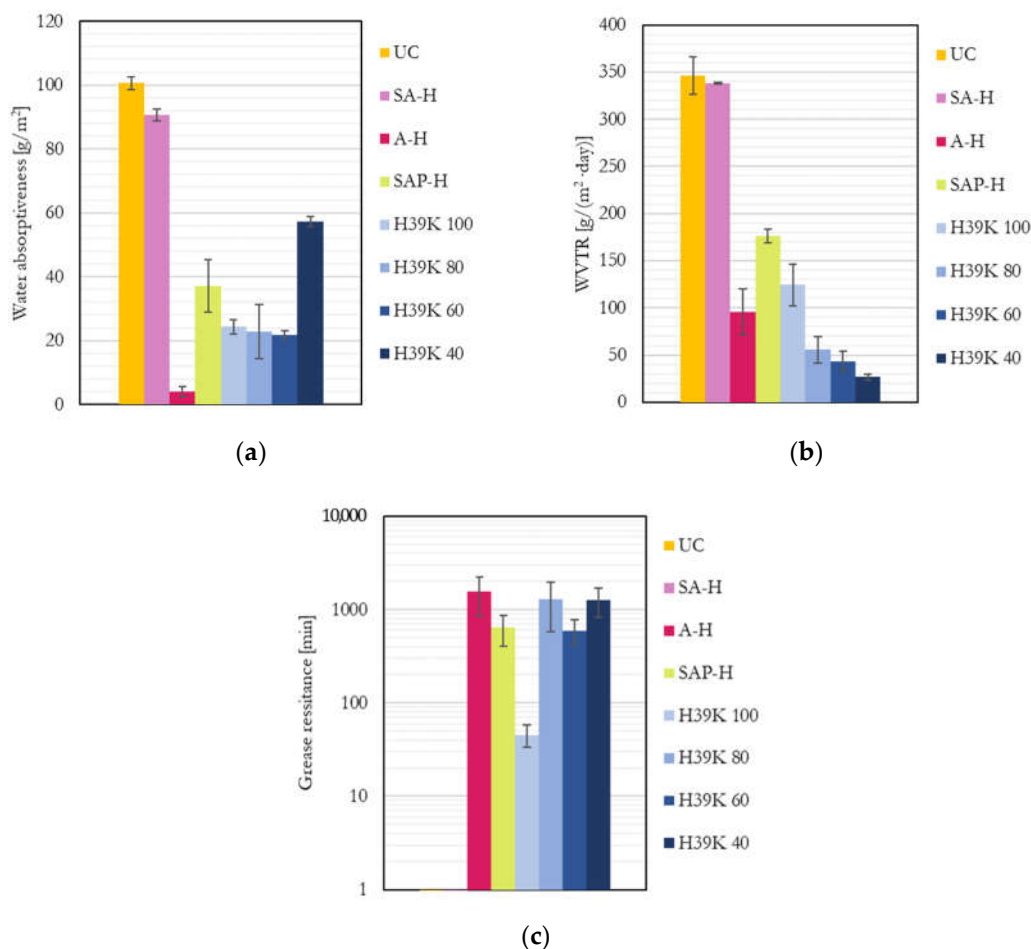 Water absorptiveness [g/m²]
120
100
80
60
40
20
0
UC
SA-H
A-H
SAP-H
H39K 100
H39K 80
H39K 60
H39K 40
(a)
WVTR [g/(m² ·day)]
400
350
300
250
200
150
100
50
0
UC
SA-H
A-H
SAP-H
H39K 100
H39K 80
H39K 60
H39K 40
(b)
Grease ressitance [min]
10,000
1000
100
10
1
UC
SA-H
A-H
SAP-H
H39K 100
H39K 80
H39K 60
H39K 40
(c)